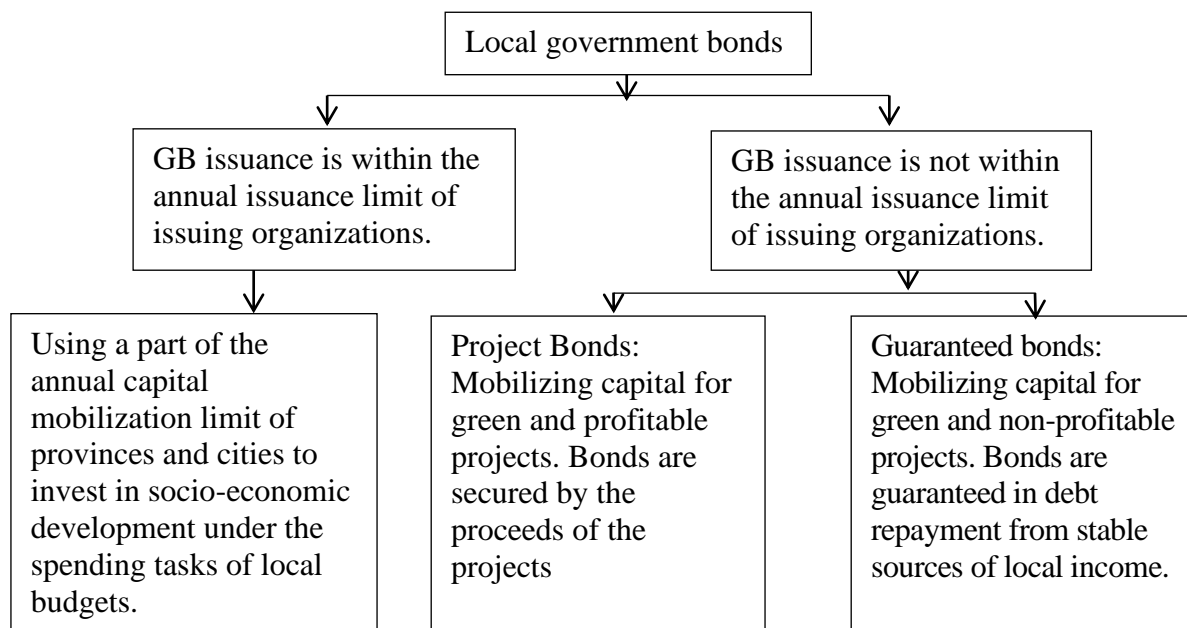 Local government bonds
GB issuance is within the
annual issuance limit of
issuing organizations.
GB issuance is not within
the annual issuance limit
of issuing organizations.
Using a part of the
annual capital
mobilization limit of
provinces and cities to
invest in socio-economic
development under the
spending tasks of local
budgets.
Project Bonds:
Mobilizing capital for
green and profitable
projects. Bonds are
secured by the
proceeds of the
projects
Guaranteed bonds:
Mobilizing capital for
green and non-profitable
projects. Bonds are
guaranteed in debt
repayment from stable
sources of local income.